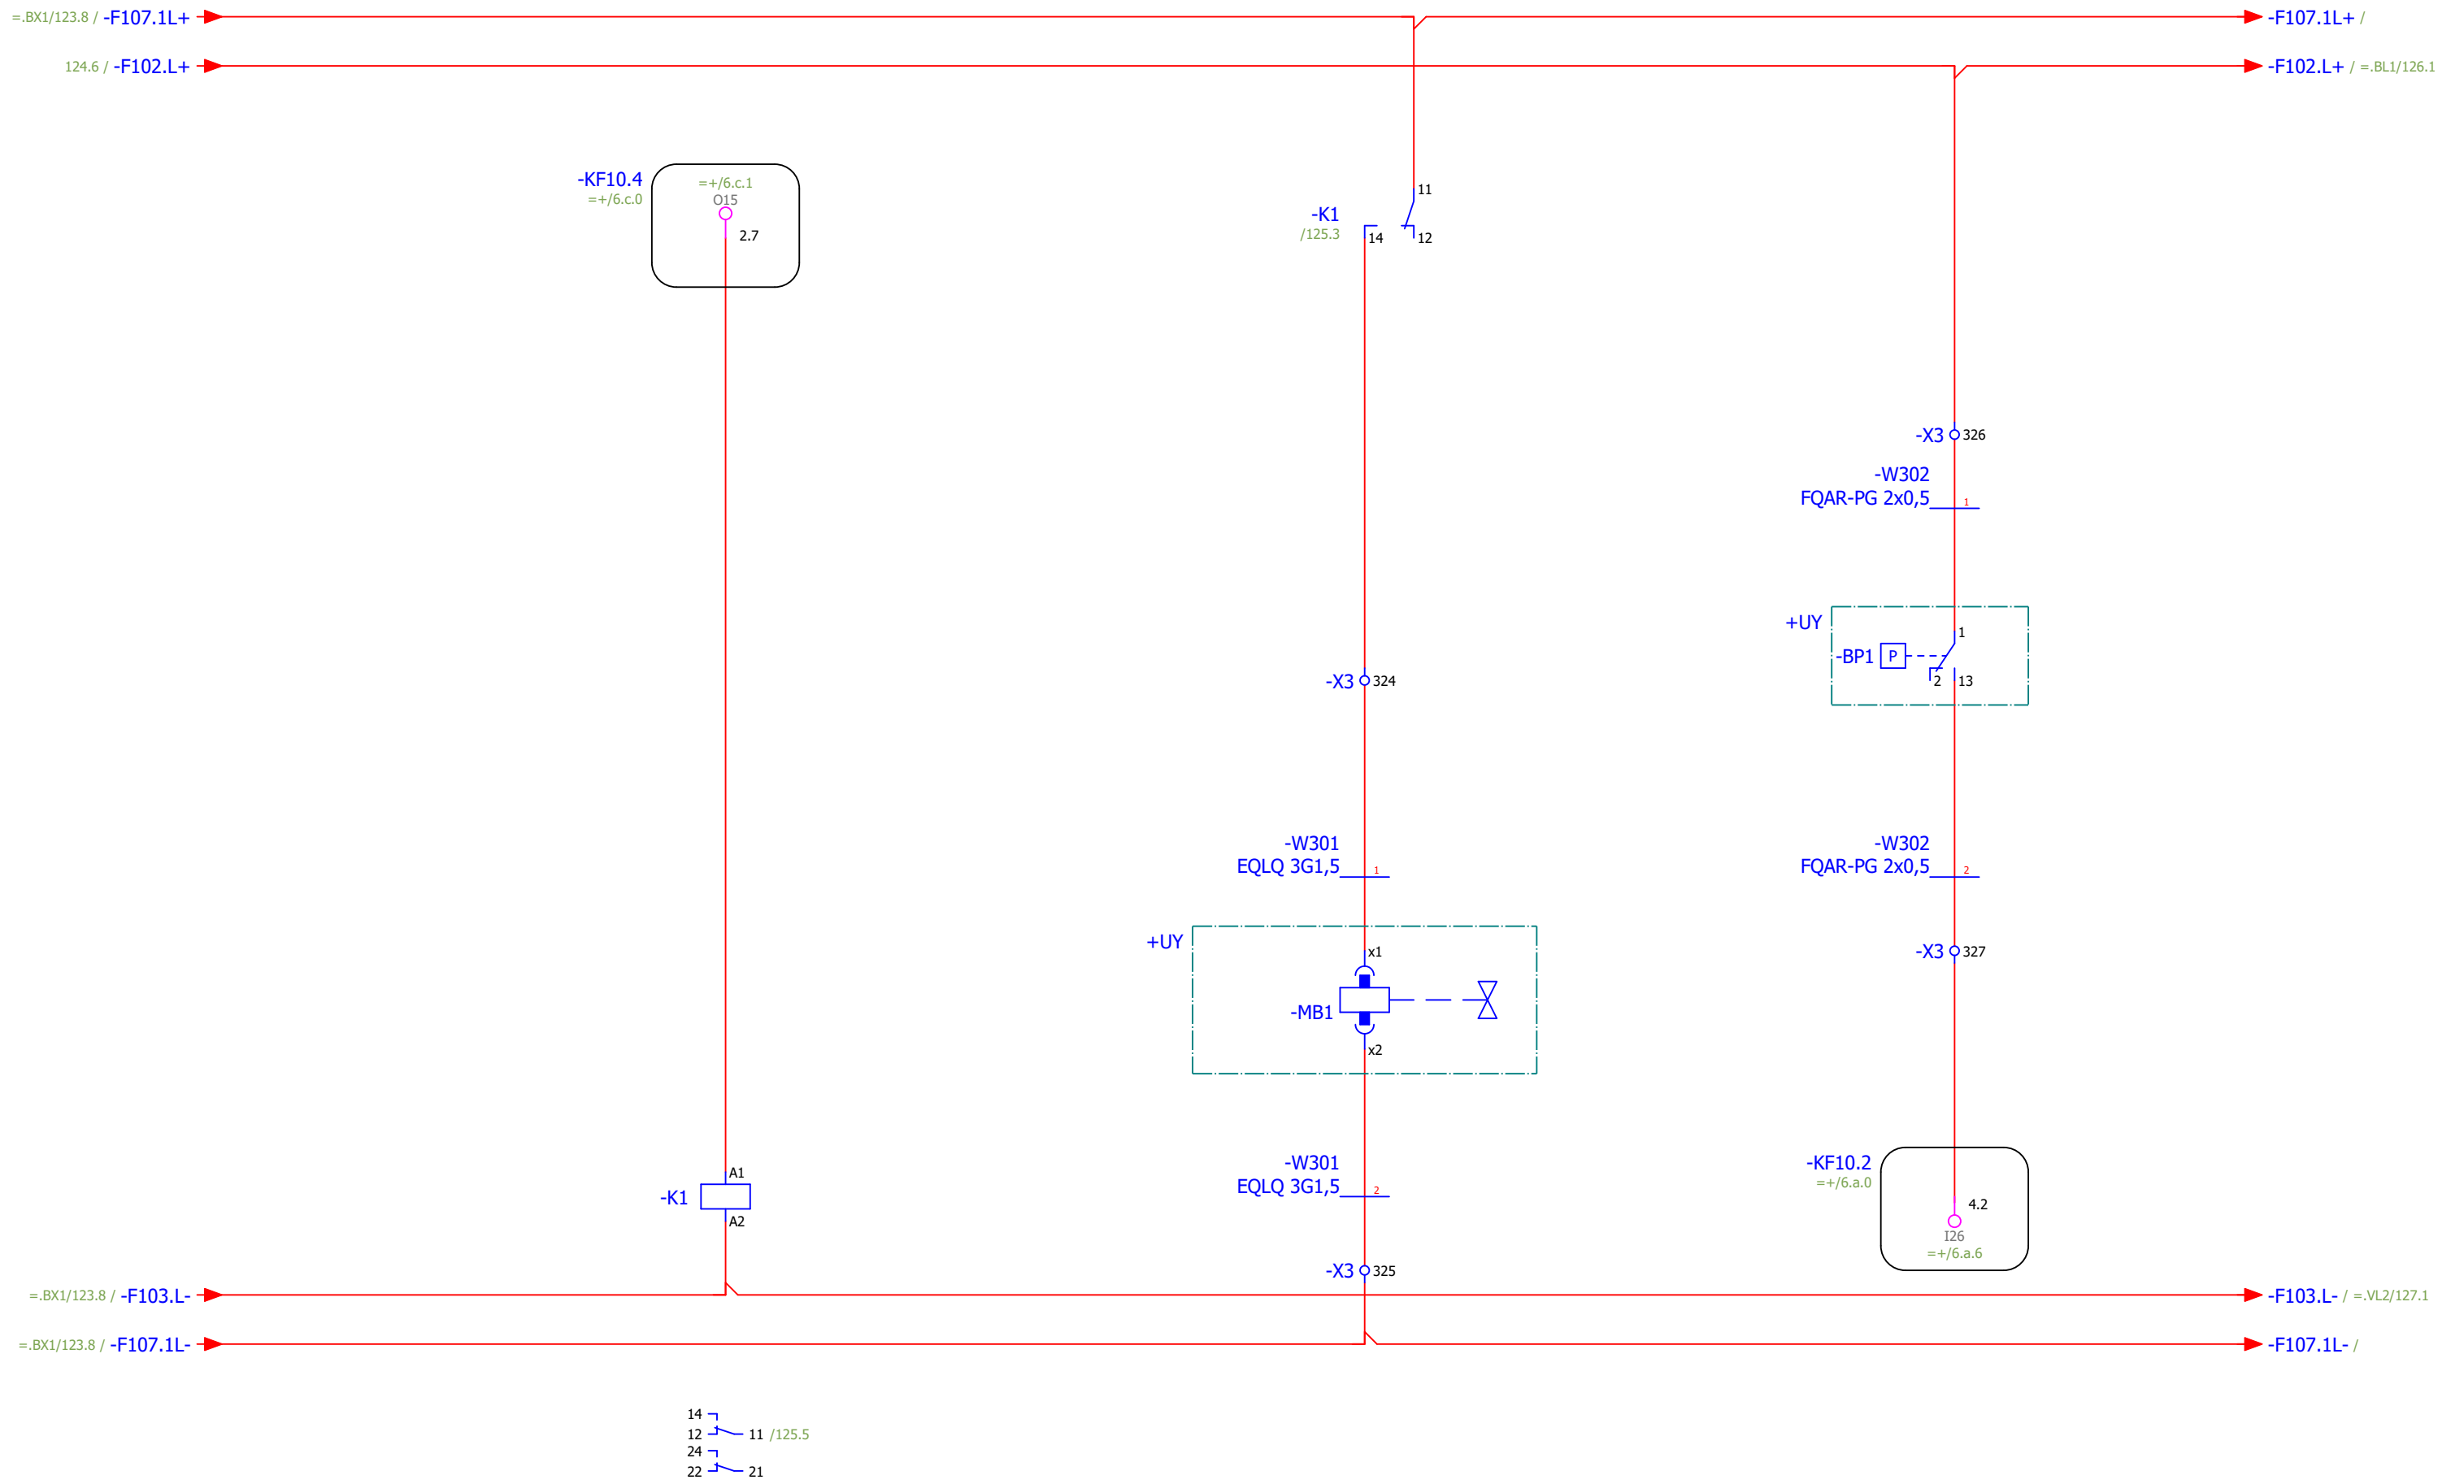 =.BX1/123.8 / -F107.1L+
-F107.1L+ /
124.6 / -F102.L+
-F102.L+ / =.BL1/126.1
-KF10.4
=+/6.c.0
=+/6.c.1
O15
2.7
-K1
/125.3
11
14
12
-X3 326
-W302
FQAR-PG 2x0,5 1
+UY
1
-BP1 P
2 13
-X3 324
-W301
EQLQ 3G1,5 1
-W302
FQAR-PG 2x0,5 2
+UY
x1
-MB1
x2
-X3 327
-W301
EQLQ 3G1,5 2
-KF10.2
=+/6.a.0
4.2
I26
=+/6.a.6
A1
-K1
A2
-X3 325
=.BX1/123.8 / -F103.L-
-F103.L- / =.VL2/127.1
=.BX1/123.8 / -F107.1L-
-F107.1L- /
14
12 11 /125.5
24
22 21